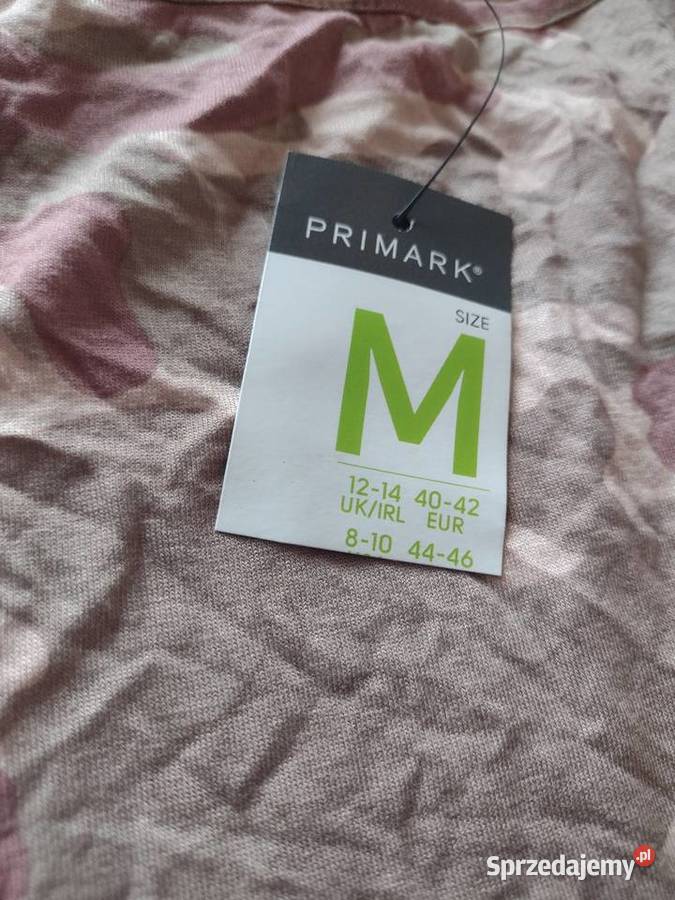 PRIMARK®
SIZE
M
12-14 40-42
UK/IRL EUR
8-10 44-46
Sprzedajemy.pl